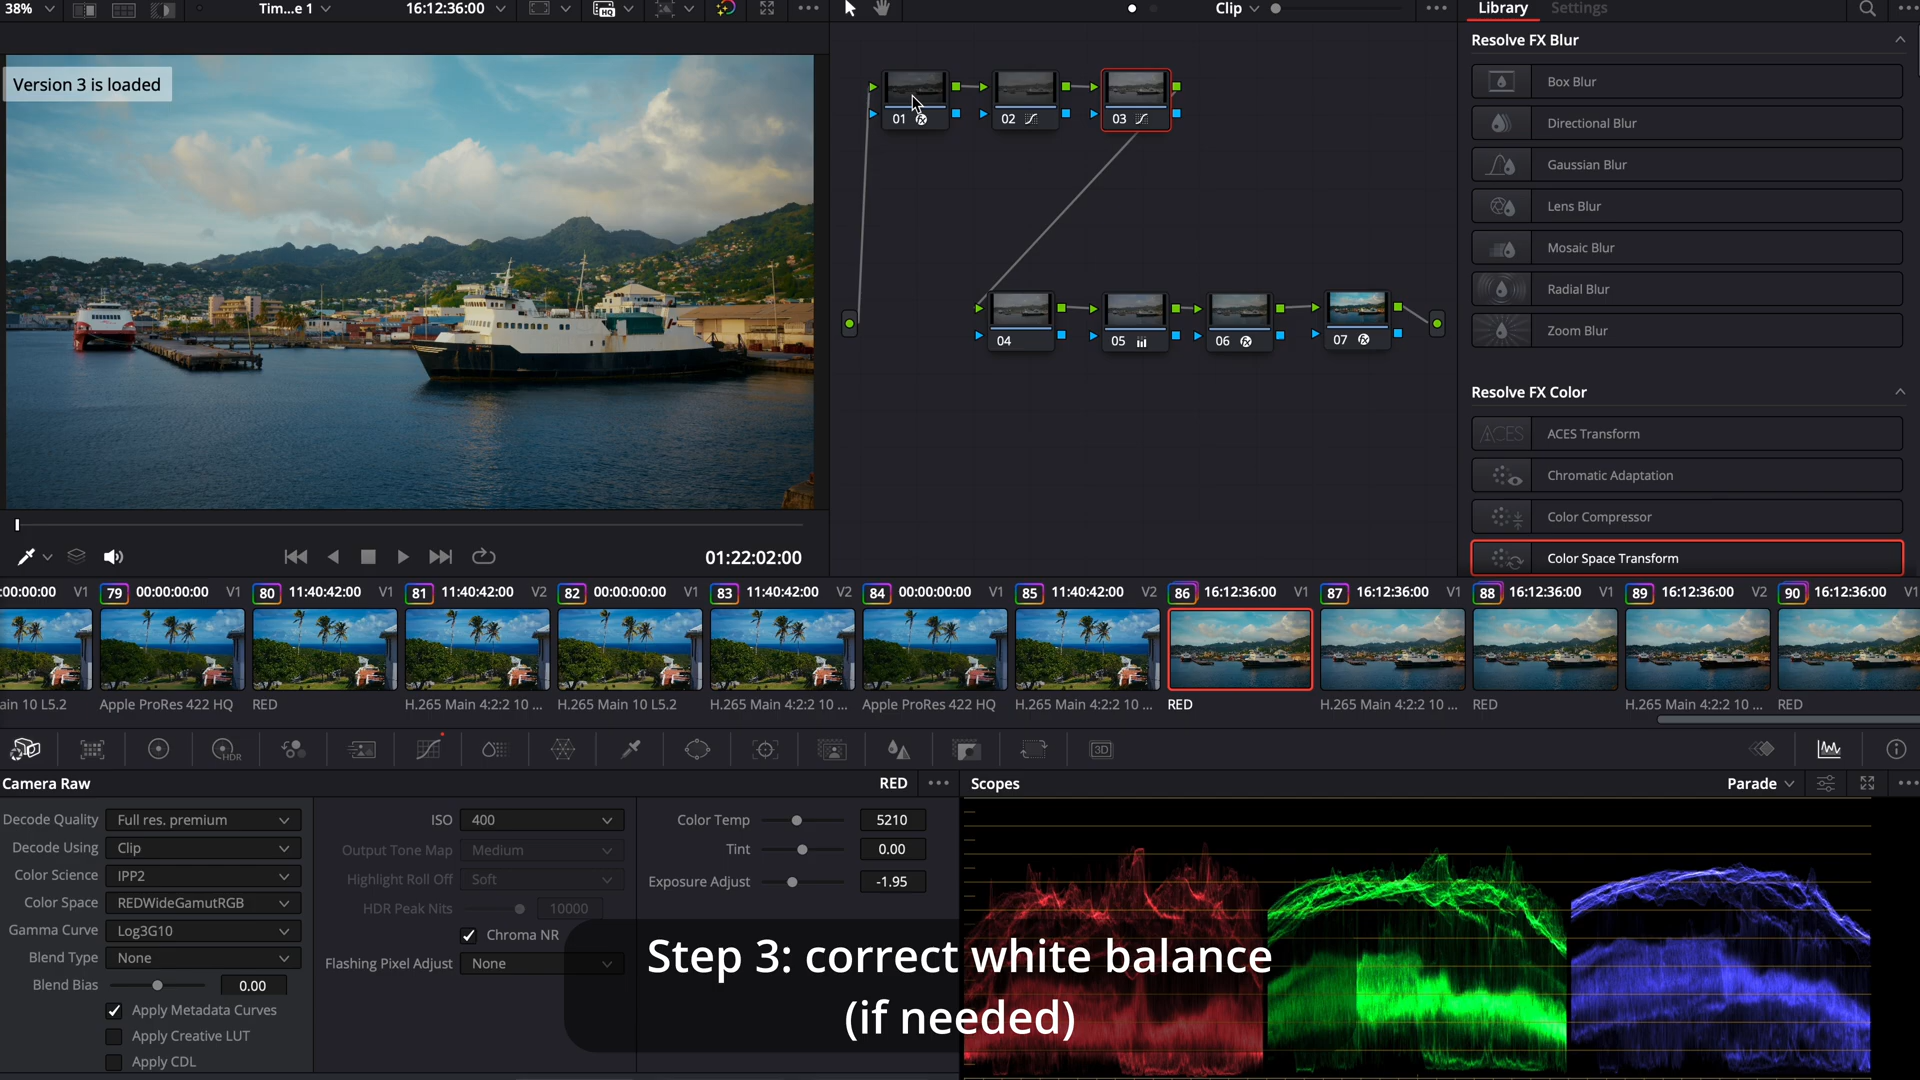 38%
Tim...e 1
16:12:36:00
HQ
Clip
Library
Settings
Version 3 is loaded
01
02
03
04
05
06
07
Resolve FX Blur
Box Blur
Directional Blur
Gaussian Blur
Lens Blur
Mosaic Blur
Radial Blur
Zoom Blur
Resolve FX Color
ACES
ACES Transform
Chromatic Adaptation
Color Compressor
Color Space Transform
01:22:02:00
:00:00:00 V1
79 00:00:00:00 V1
80 11:40:42:00 V1
81 11:40:42:00 V2
82 00:00:00:00 V1
83 11:40:42:00 V2
84 00:00:00:00 V1
85 11:40:42:00 V2
86 16:12:36:00 V1
87 16:12:36:00 V1
88 16:12:36:00 V1
89 16:12:36:00 V2
90 16:12:36:00 V1
ain 10 L5.2
Apple ProRes 422 HQ
RED
H.265 Main 4:2:2 10 ...
H.265 Main 10 L5.2
H.265 Main 4:2:2 10 ...
Apple ProRes 422 HQ
H.265 Main 4:2:2 10 ...
RED
H.265 Main 4:2:2 10 ...
RED
H.265 Main 4:2:2 10 ...
RED
HDR
3D
Camera Raw
RED
Decode Quality Full res. premium
Decode Using Clip
Color Science IPP2
Color Space REDWideGamutRGB
Gamma Curve Log3G10
Blend Type None
Blend Bias 0.00
Apply Metadata Curves
Apply Creative LUT
Apply CDL
ISO 400
Output Tone Map Medium
Highlight Roll Off Soft
HDR Peak Nits 10000
Chroma NR
Flashing Pixel Adjust None
Color Temp 5210
Tint 0.00
Exposure Adjust -1.95
Scopes
Parade
Step 3: correct white balance
(if needed)